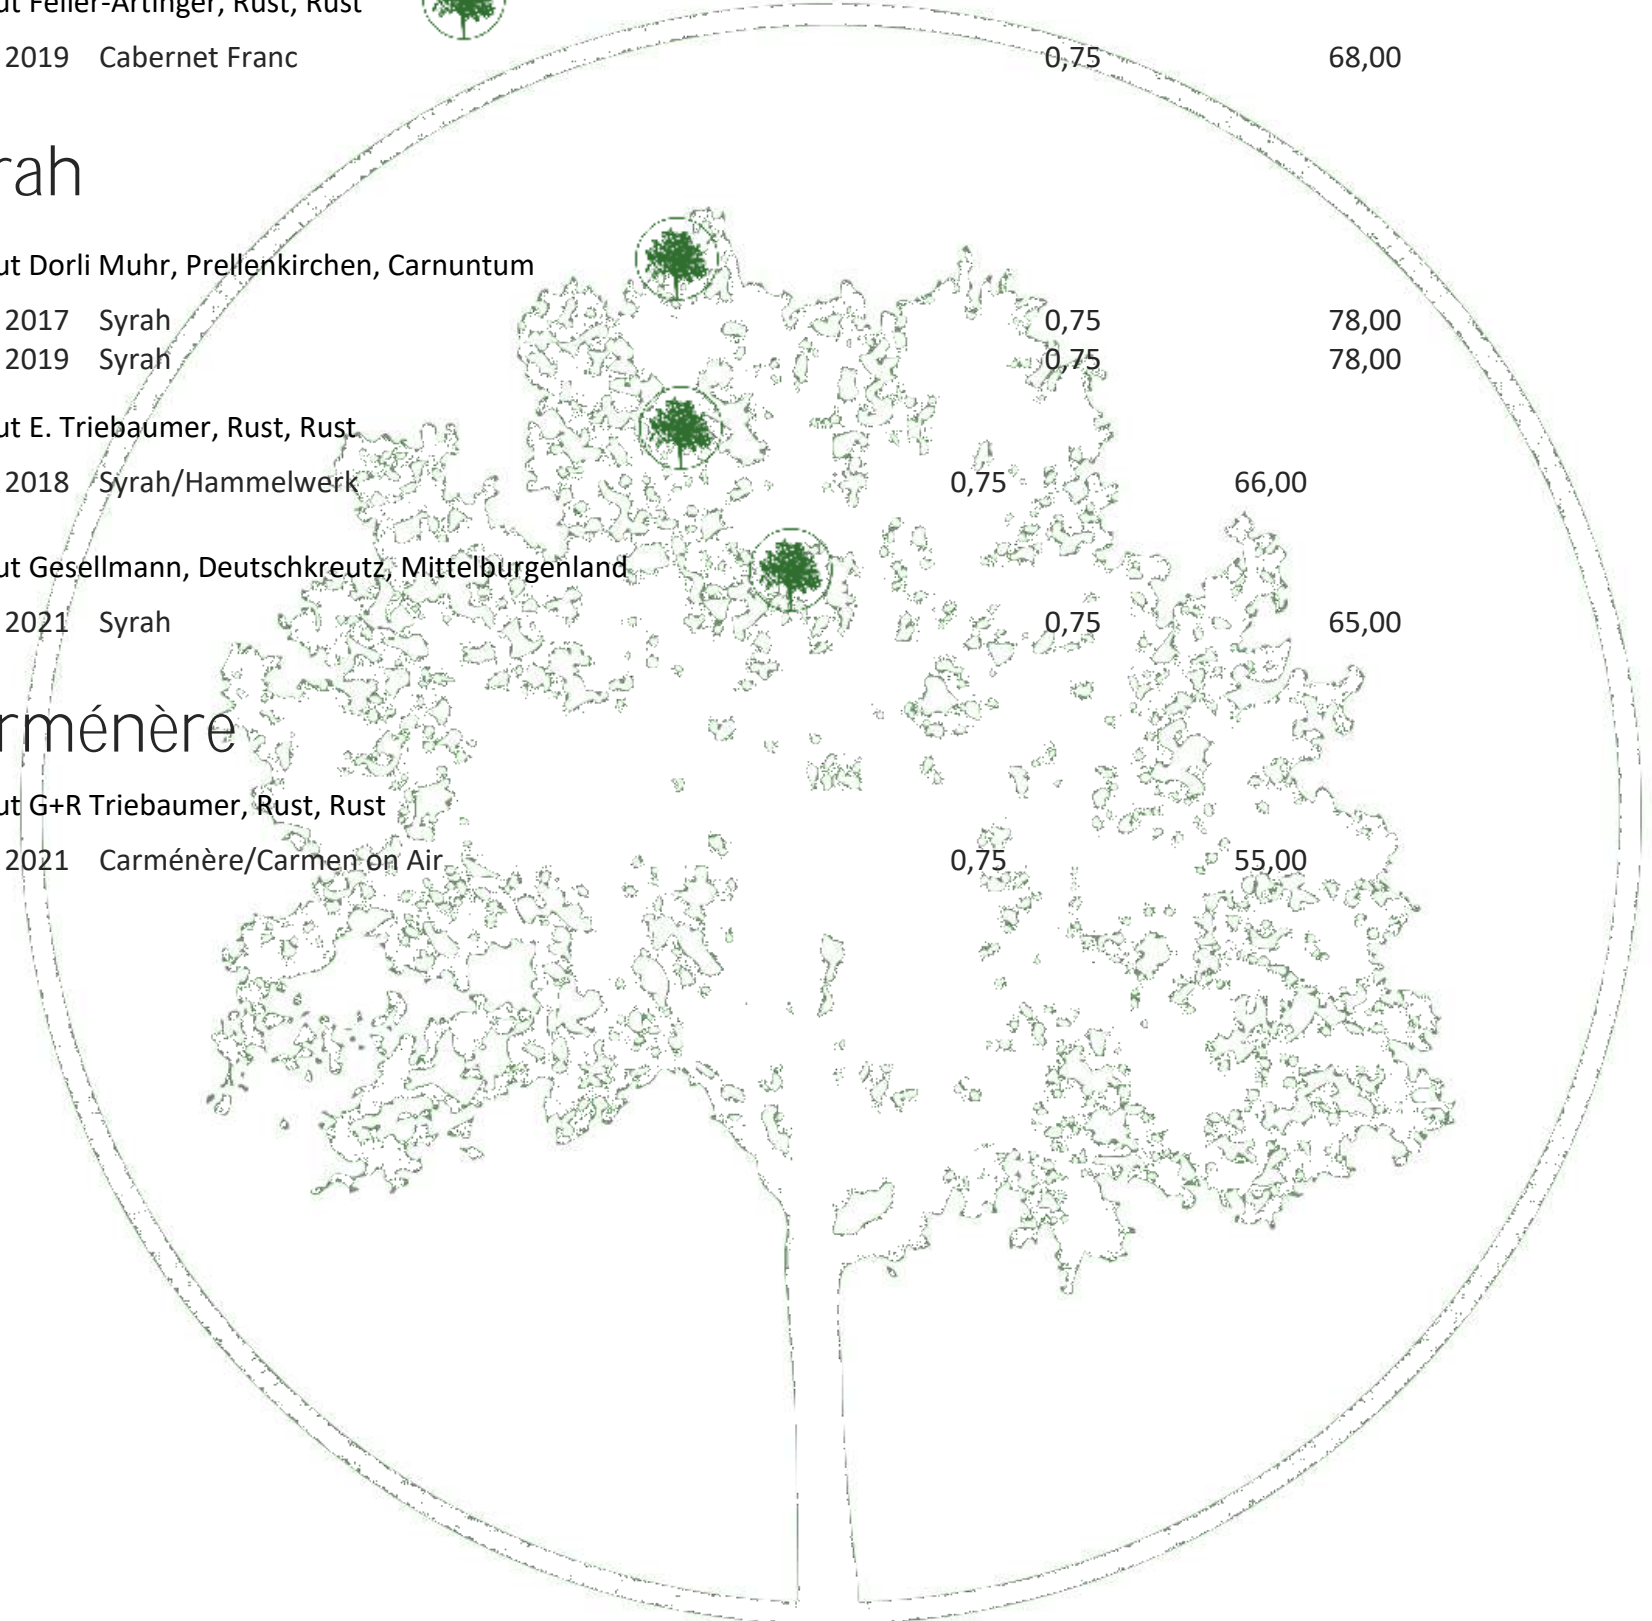 ut Feiler-Artinger, Rust, Rust
2019 Cabernet Franc 0,75 68,00
rah
ut Dorli Muhr, Prellenkirchen, Carnuntum
2017 Syrah 0,75 78,00
2019 Syrah 0,75 78,00
ut E. Triebaumer, Rust, Rust
2018 Syrah/Hammelwerk 0,75 66,00
ut Gesellmann, Deutschkreutz, Mittelburgenland
2021 Syrah 0,75 65,00
rménère
ut G+R Triebaumer, Rust, Rust
2021 Carménère/Carmen on Air 0,75 55,00